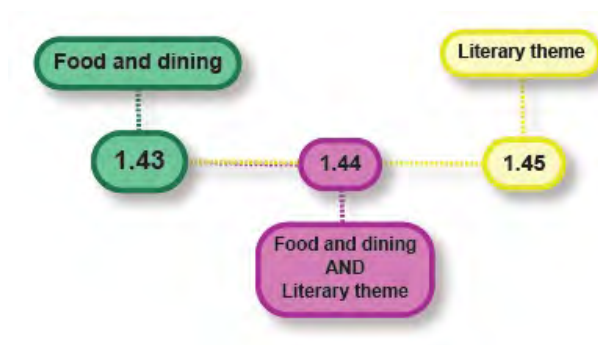 Food and dining
Literary theme
1.43
1.44
1.45
Food and dining
AND
Literary theme